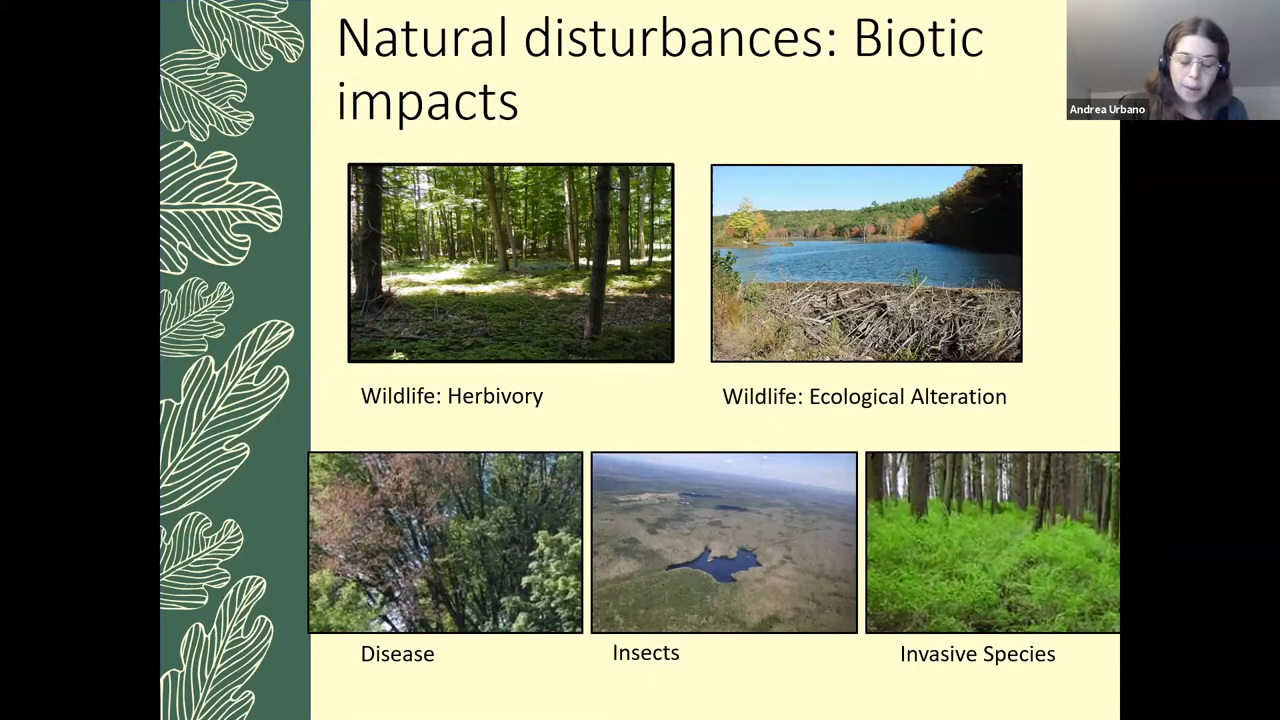 Natural disturbances: Biotic
impacts
Andrea Urbano
Wildlife: Herbivory
Wildlife: Ecological Alteration
Disease
Insects
Invasive Species